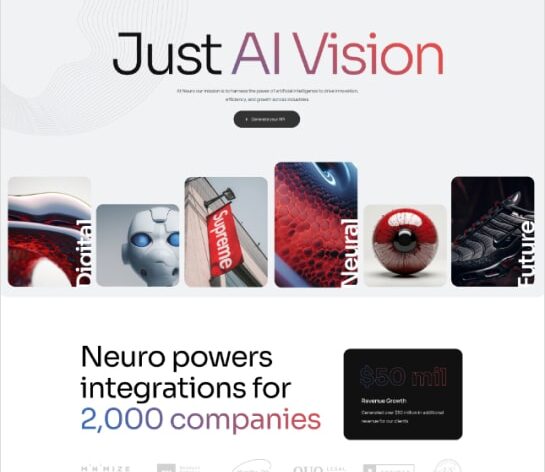 Just AI Vision
At Neuro our mission is to harness the power of artificial intelligence to drive innovation,
efficiency, and growth across industries.
Generate your NFI
Digital
Supreme
Neural
Future
Neuro powers
integrations for
2,000 companies
$50 mil
Revenue Growth
Generated over $50 million in additional
revenue for our clients